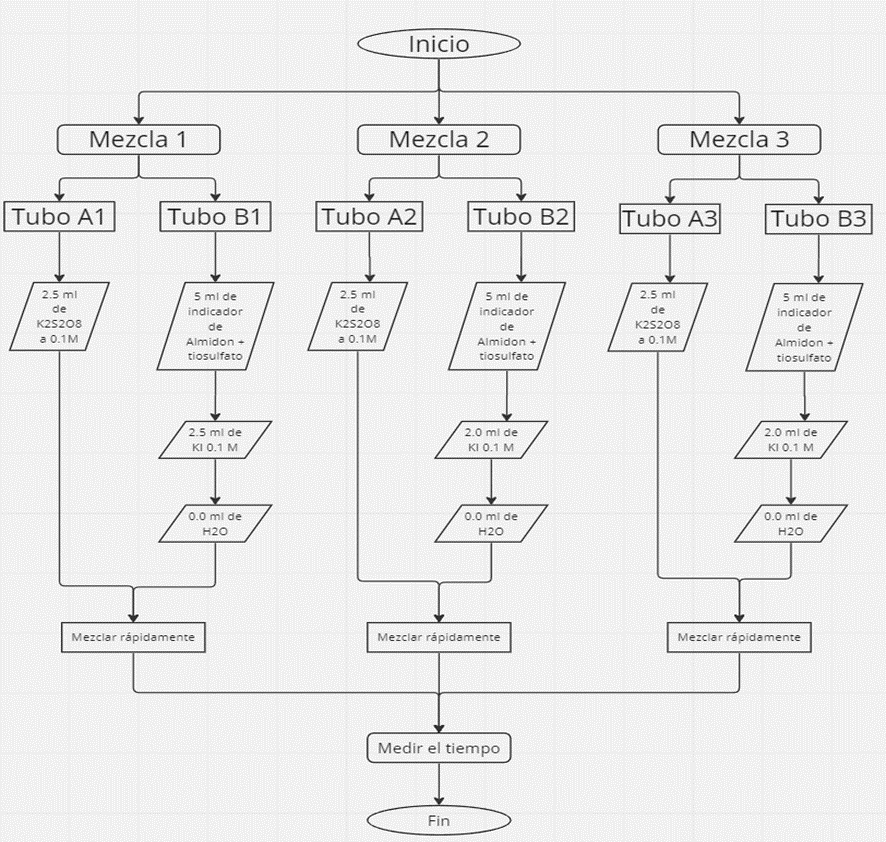 Inicio
Mezcla 1
Mezcla 2
Mezcla 3
Tubo A1
Tubo B1
Tubo A2
Tubo B2
Tubo A3
Tubo B3
2.5 ml
de
K2S2O8
a 0.1M
5 ml de
indicador
de
Almidon +
tiosulfato
2.5 ml
de
K2S2O8
a 0.1M
5 ml de
indicador
de
Almidon +
tiosulfato
2.5 ml
de
K2S2O8
a 0.1M
5 ml de
indicador
de
Almidon +
tiosulfato
2.5 ml de
KI 0.1 M
2.0 ml de
KI 0.1 M
2.0 ml de
KI 0.1 M
0.0 ml de
H2O
0.0 ml de
H2O
0.0 ml de
H2O
Mezclar rápidamente
Mezclar rápidamente
Mezclar rápidamente
Medir el tiempo
Fin